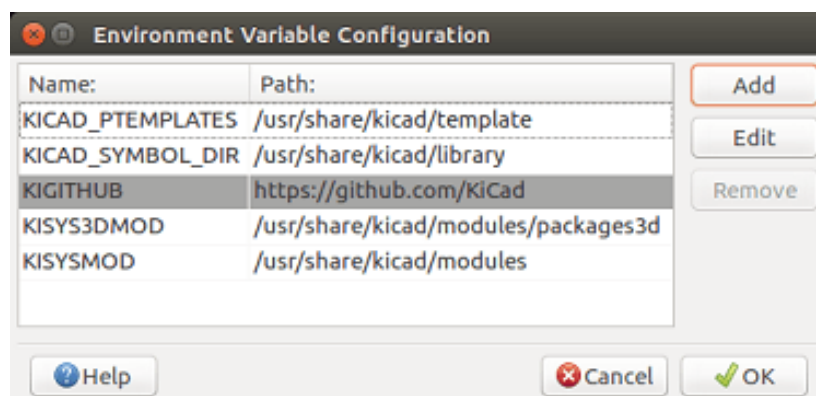 Environment Variable Configuration
Name: Path:
KICAD_PTEMPLATES /usr/share/kicad/template
KICAD_SYMBOL_DIR /usr/share/kicad/library
KIGITHUB https://github.com/KiCad
KISYS3DMOD /usr/share/kicad/modules/packages3d
KISYSMOD /usr/share/kicad/modules
Add
Edit
Remove
Help Cancel OK